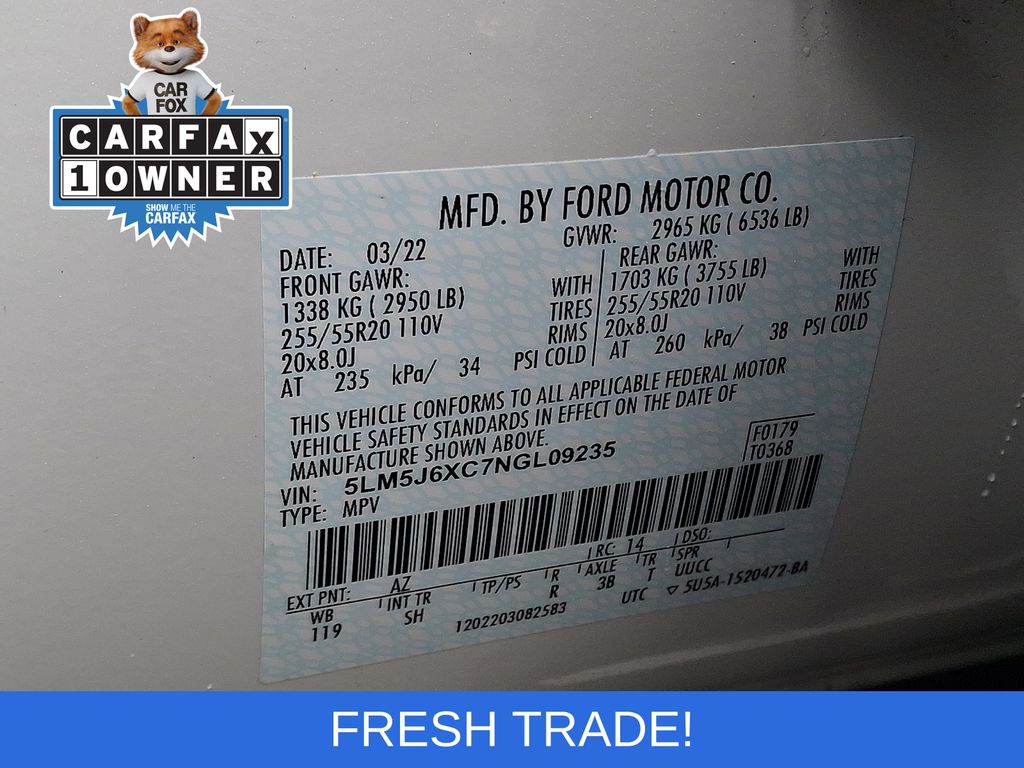 CAR
FOX
CARFAX
1 OWNER
SHOW ME THE
CARFAX
MFD. BY FORD MOTOR CO.
DATE: 03/22 GVWR: 2965 KG ( 6536 LB)
FRONT GAWR: REAR GAWR:
1338 KG ( 2950 LB) WITH 1703 KG ( 3755 LB) WITH
255/55R20 110V TIRES 255/55R20 110V TIRES
20x8.0J RIMS 20x8.0J RIMS
AT 235 kPa/ 34 PSI COLD AT 260 kPa/ 38 PSI COLD
THIS VEHICLE CONFORMS TO ALL APPLICABLE FEDERAL MOTOR
VEHICLE SAFETY STANDARDS IN EFFECT ON THE DATE OF
MANUFACTURE SHOWN ABOVE.
F0179
VIN: 5LM5J6XC7NGL09235
T0368
TYPE: MPV
EXT PNT: AZ RC: 14 DSO:
WB INT TR TP/PS R AXLE TR SPR
119 SH R 3B T UUCC
1202203082583 UTC ▽ 5U5A-1520472-BA
FRESH TRADE!